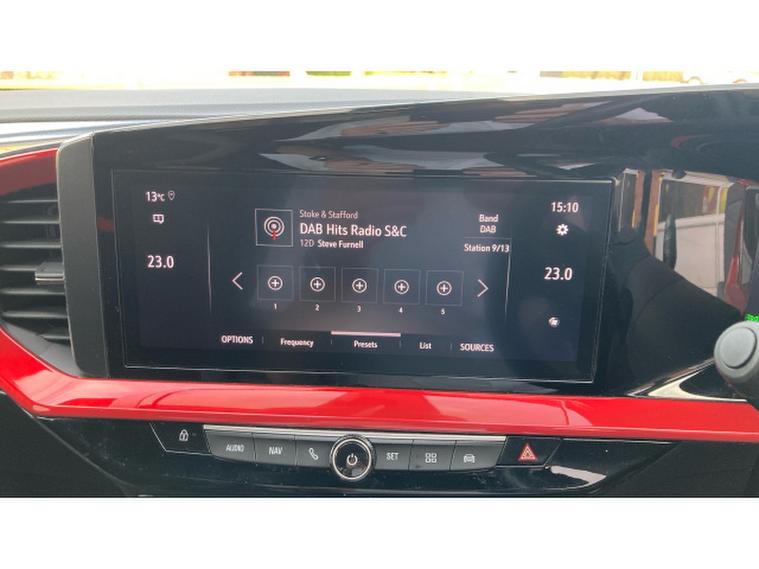 13°C
23.0
Stoke & Stafford
DAB Hits Radio S&C
12D Steve Furnell
Band
DAB
Station 9/13
15:10
23.0
1 2 3 4 5
OPTIONS Frequency Presets List SOURCES
AUDIO NAV SET